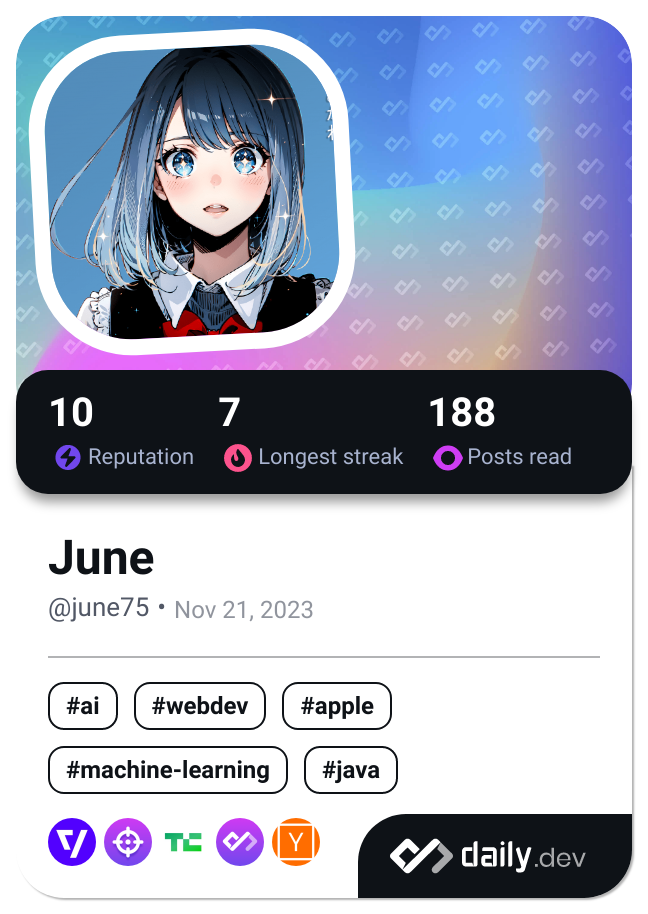 10 7 188
Reputation Longest streak Posts read
June
@june75 • Nov 21, 2023
#ai #webdev #apple
#machine-learning #java
TC
Y
daily.dev